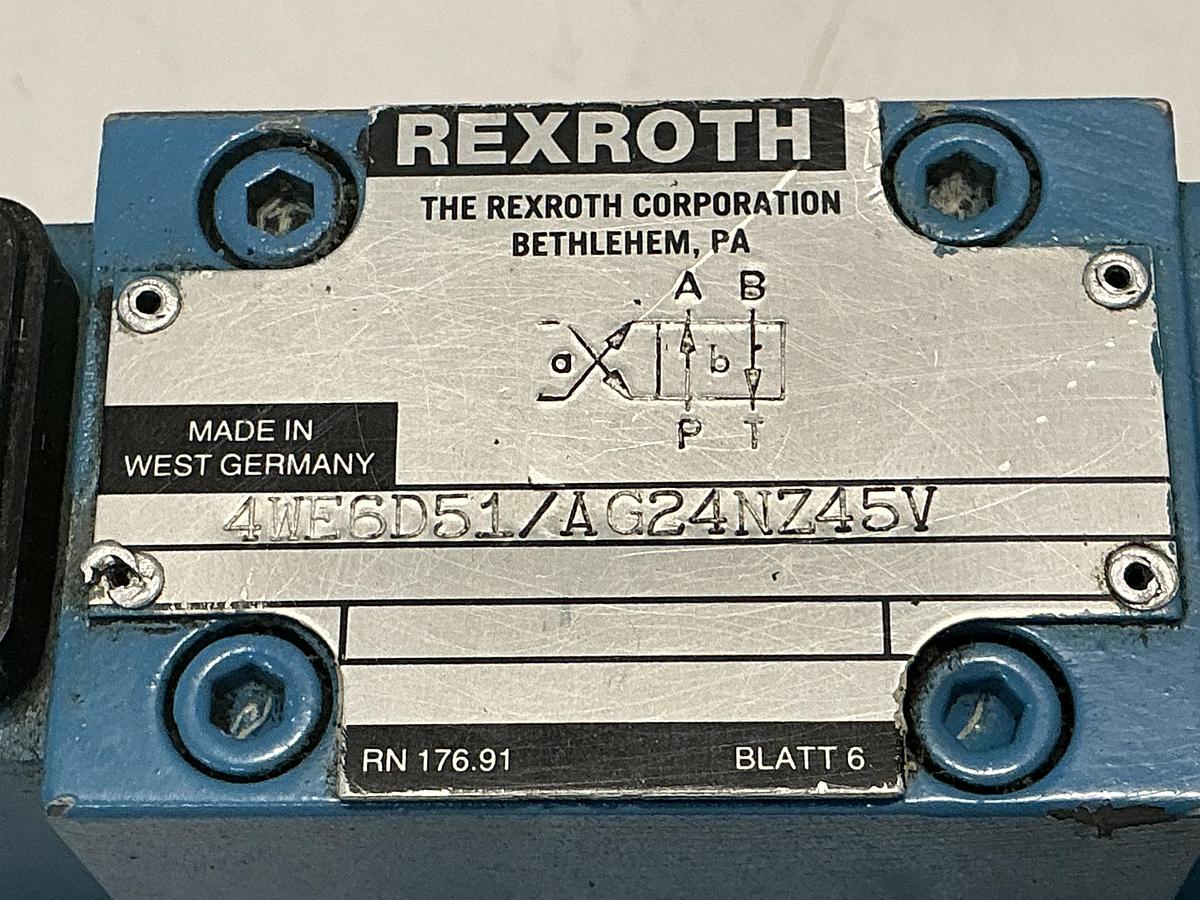 REXROTH
THE REXROTH CORPORATION
BETHLEHEM, PA
A B
a b
P T
MADE IN
WEST GERMANY
4WE6D51/AG24NZ45V
RN 176.91 BLATT 6